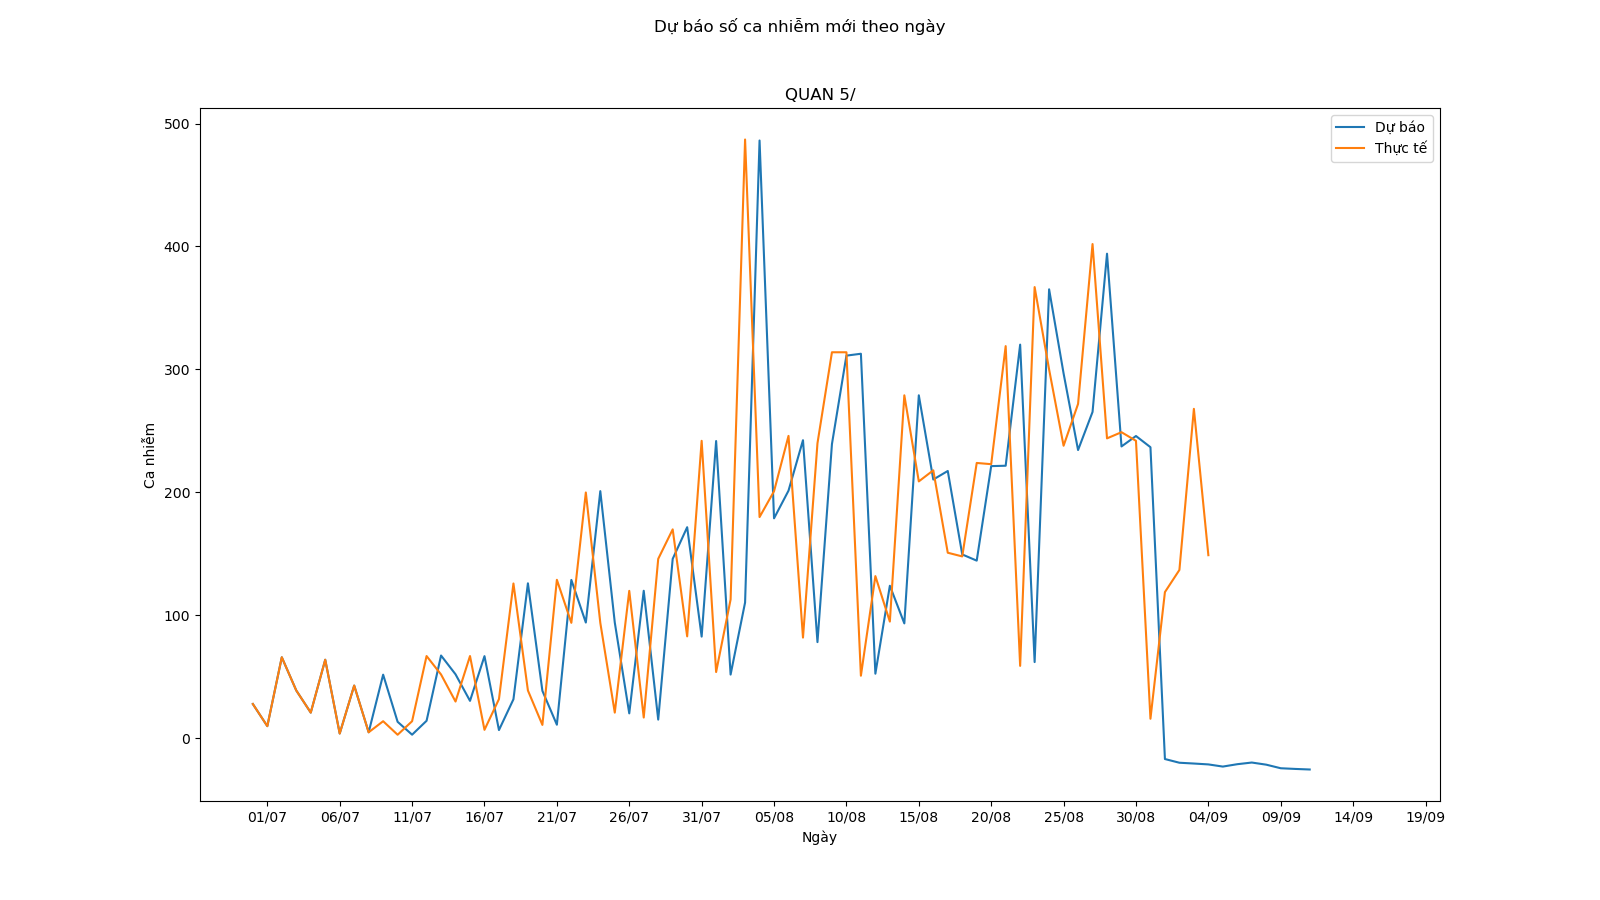 Dự báo số ca nhiễm mới theo ngày
QUAN 5/
500
400
300
200
100
0
Ca nhiễm
Dự báo
Thực tế
01/07 06/07 11/07 16/07 21/07 26/07 31/07 05/08 10/08 15/08 20/08 25/08 30/08 04/09 09/09 14/09 19/09
Ngày